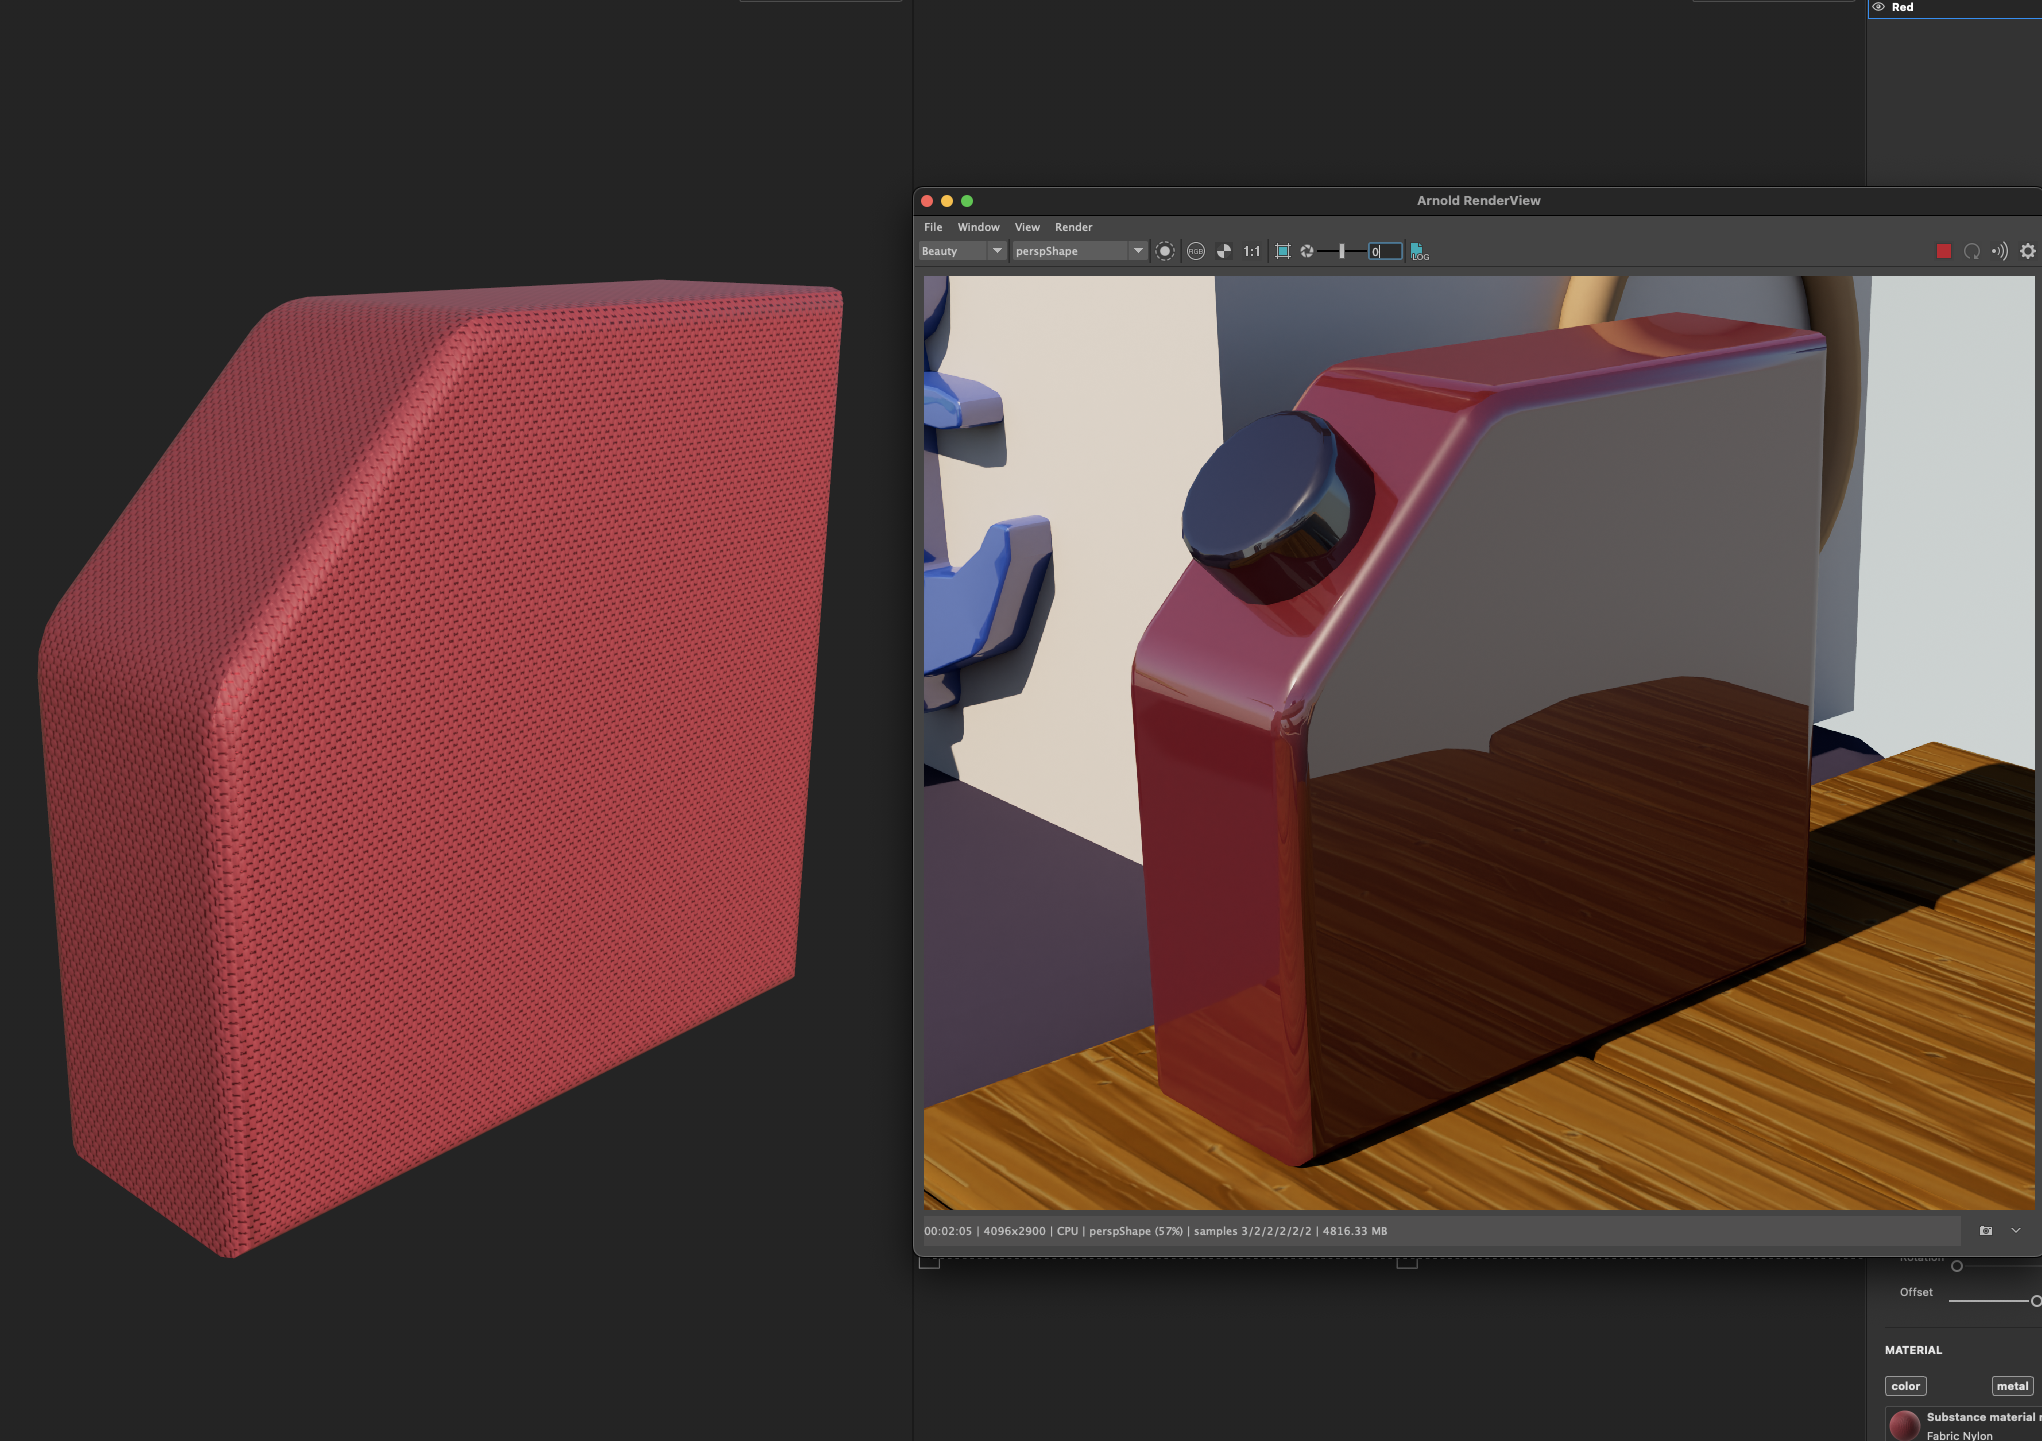 Red
Arnold RenderView
File Window View Render
Beauty perspShape RGB 1:1 0 LOG
00:02:05 | 4096x2900 | CPU | perspShape (57%) | samples 3/2/2/2/2/2 | 4816.33 MB
Rotation
Offset
MATERIAL
color metal
Substance material
Fabric Nylon